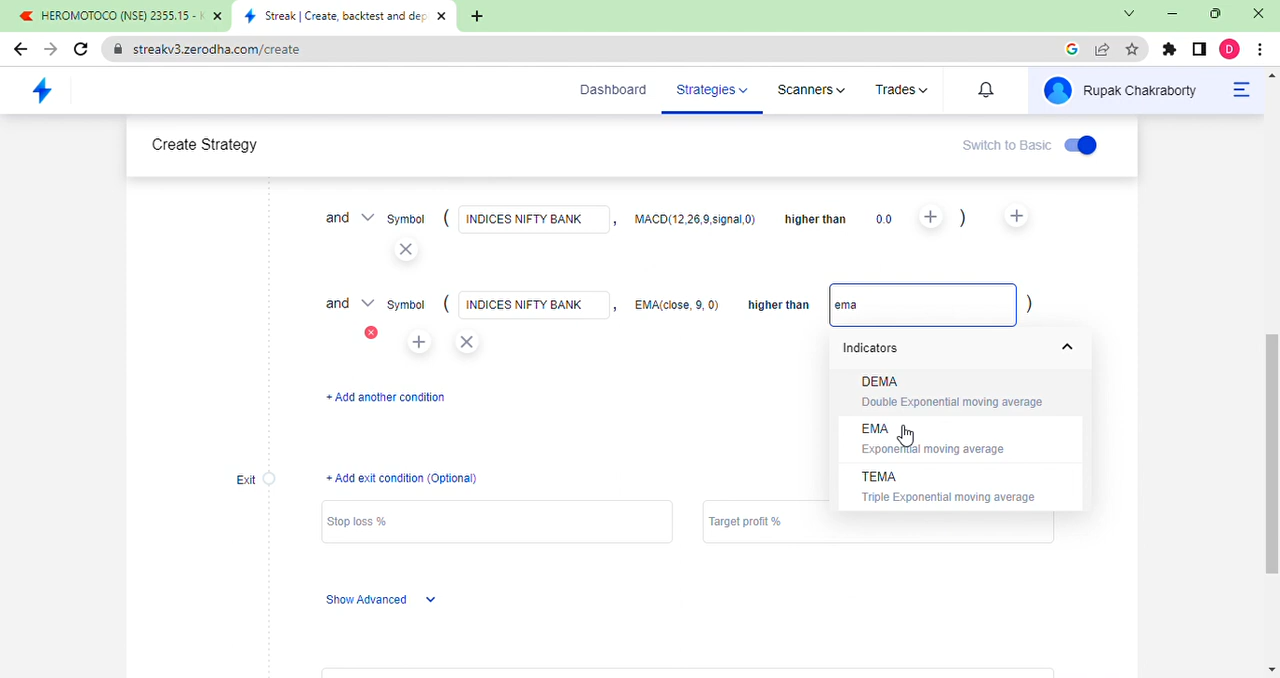 HEROMOTOCO (NSE) 2355.15 -
Streak | Create, backtest and dep
streakv3.zerodha.com/create
D
Dashboard
Strategies
Scanners
Trades
Rupak Chakraborty
Create Strategy
Switch to Basic
and Symbol ( INDICES NIFTY BANK , MACD(12,26,9,signal,0) higher than 0.0 + ) +
and Symbol ( INDICES NIFTY BANK , EMA(close, 9, 0) higher than ema )
Indicators
DEMA
Double Exponential moving average
EMA
Exponential moving average
TEMA
Triple Exponential moving average
+ Add another condition
Exit
+ Add exit condition (Optional)
Stop loss %
Target profit %
Show Advanced